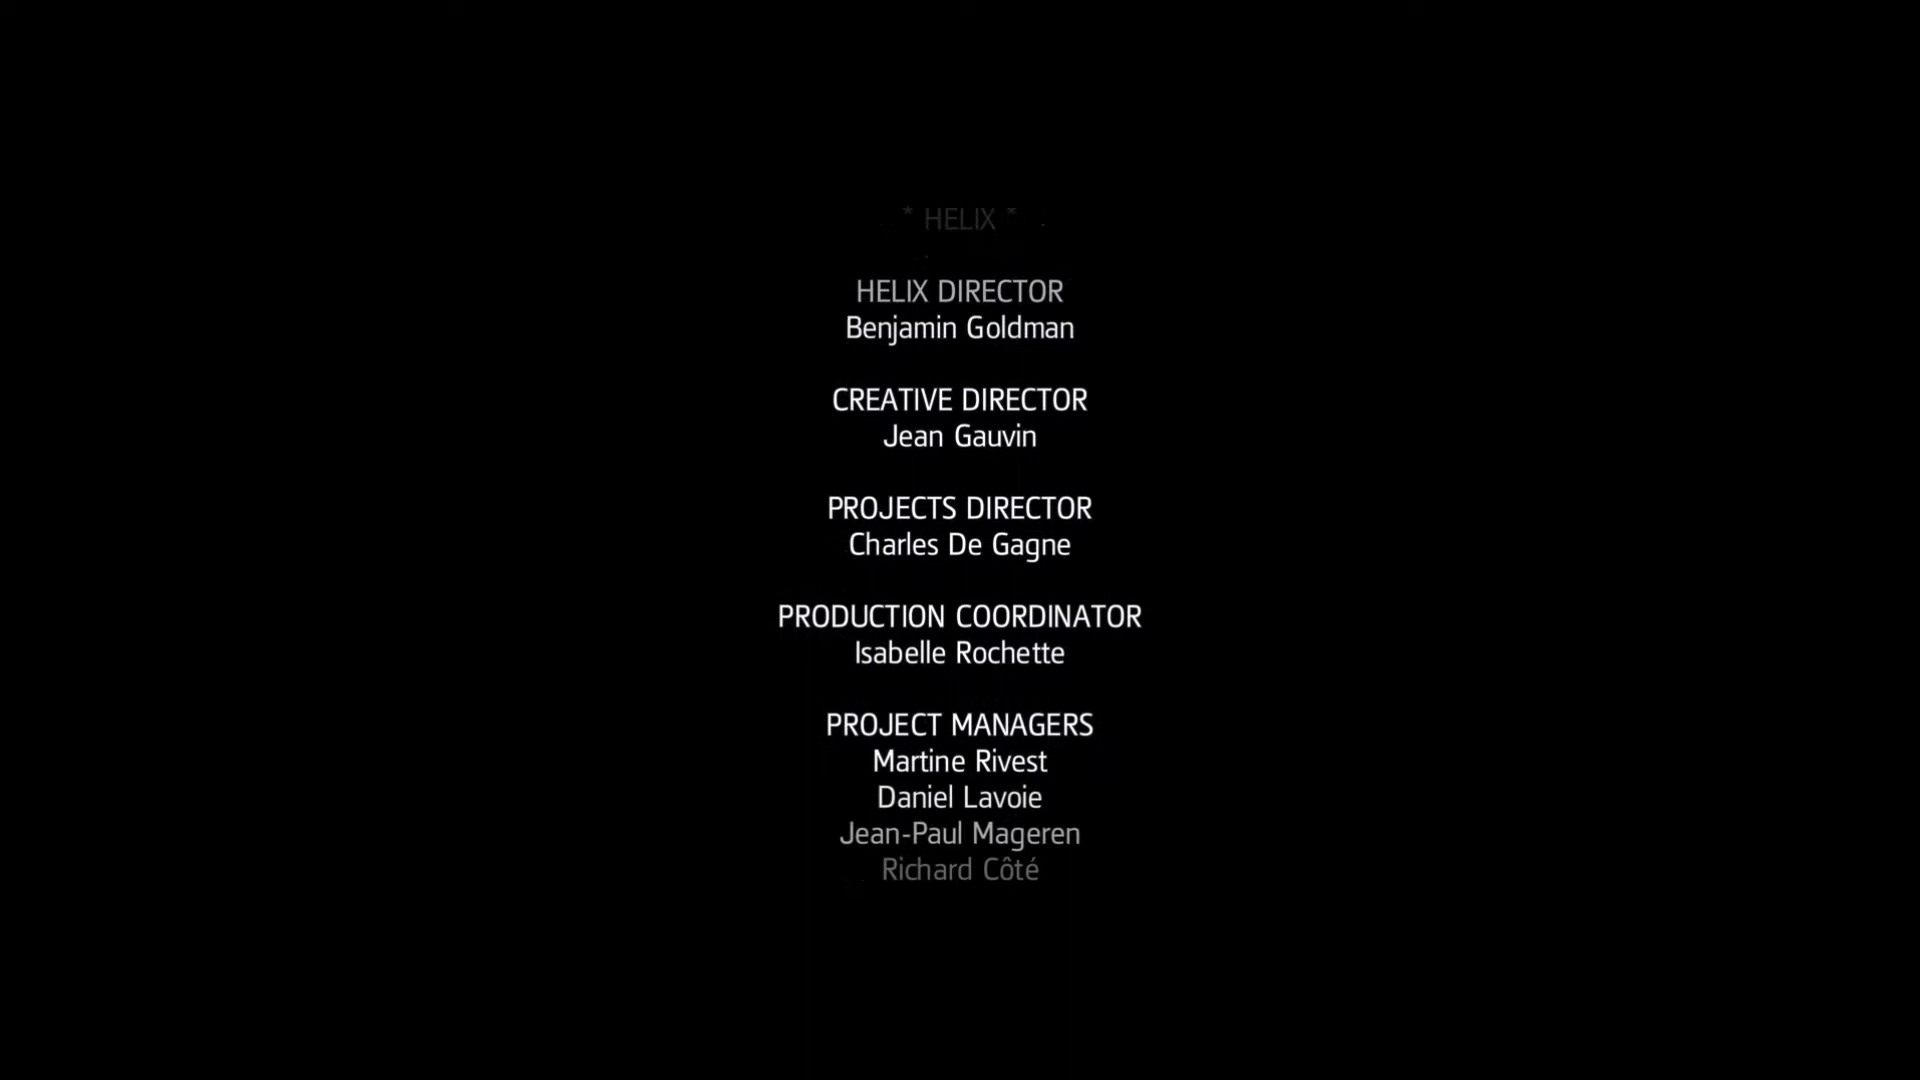 * HELIX *
HELIX DIRECTOR
Benjamin Goldman
CREATIVE DIRECTOR
Jean Gauvin
PROJECTS DIRECTOR
Charles De Gagne
PRODUCTION COORDINATOR
Isabelle Rochette
PROJECT MANAGERS
Martine Rivest
Daniel Lavoie
Jean-Paul Mageren
Richard Côté